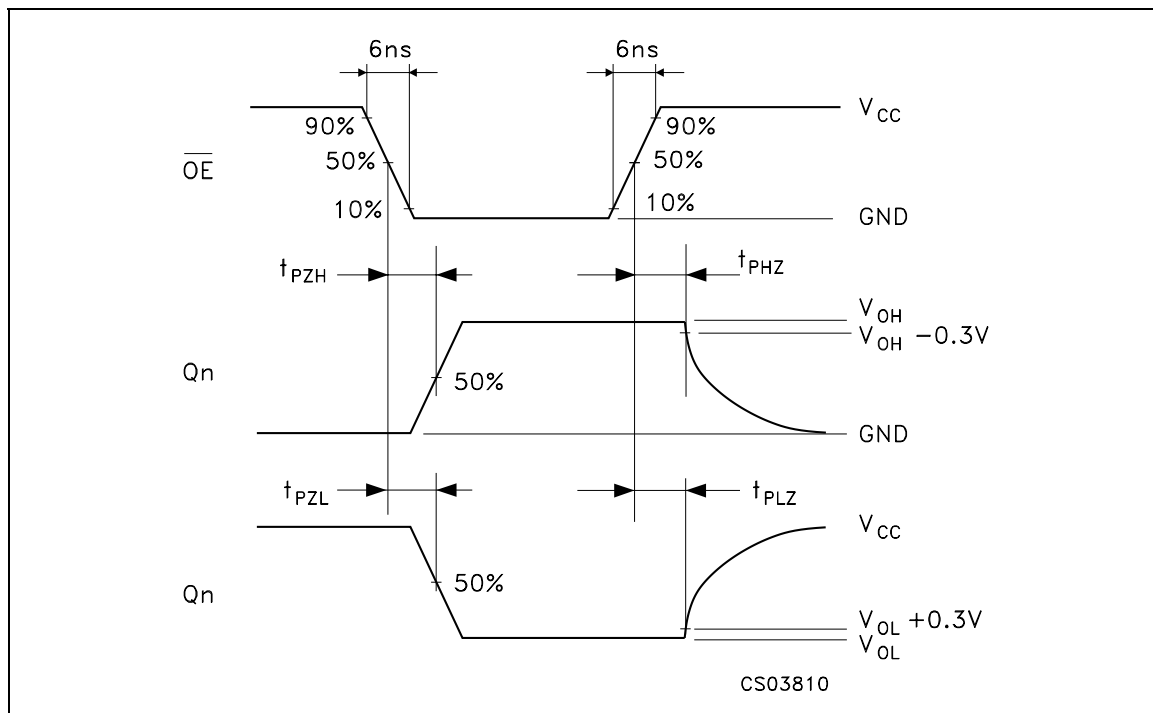 6ns 6ns
V_CC
90% 90%
OE 50% 50%
10% 10%
GND
t_PZH t_PHZ
V_OH
V_OH −0.3V
Qn 50%
GND
t_PZL t_PLZ
V_CC
Qn 50%
V_OL +0.3V
V_OL
CS03810